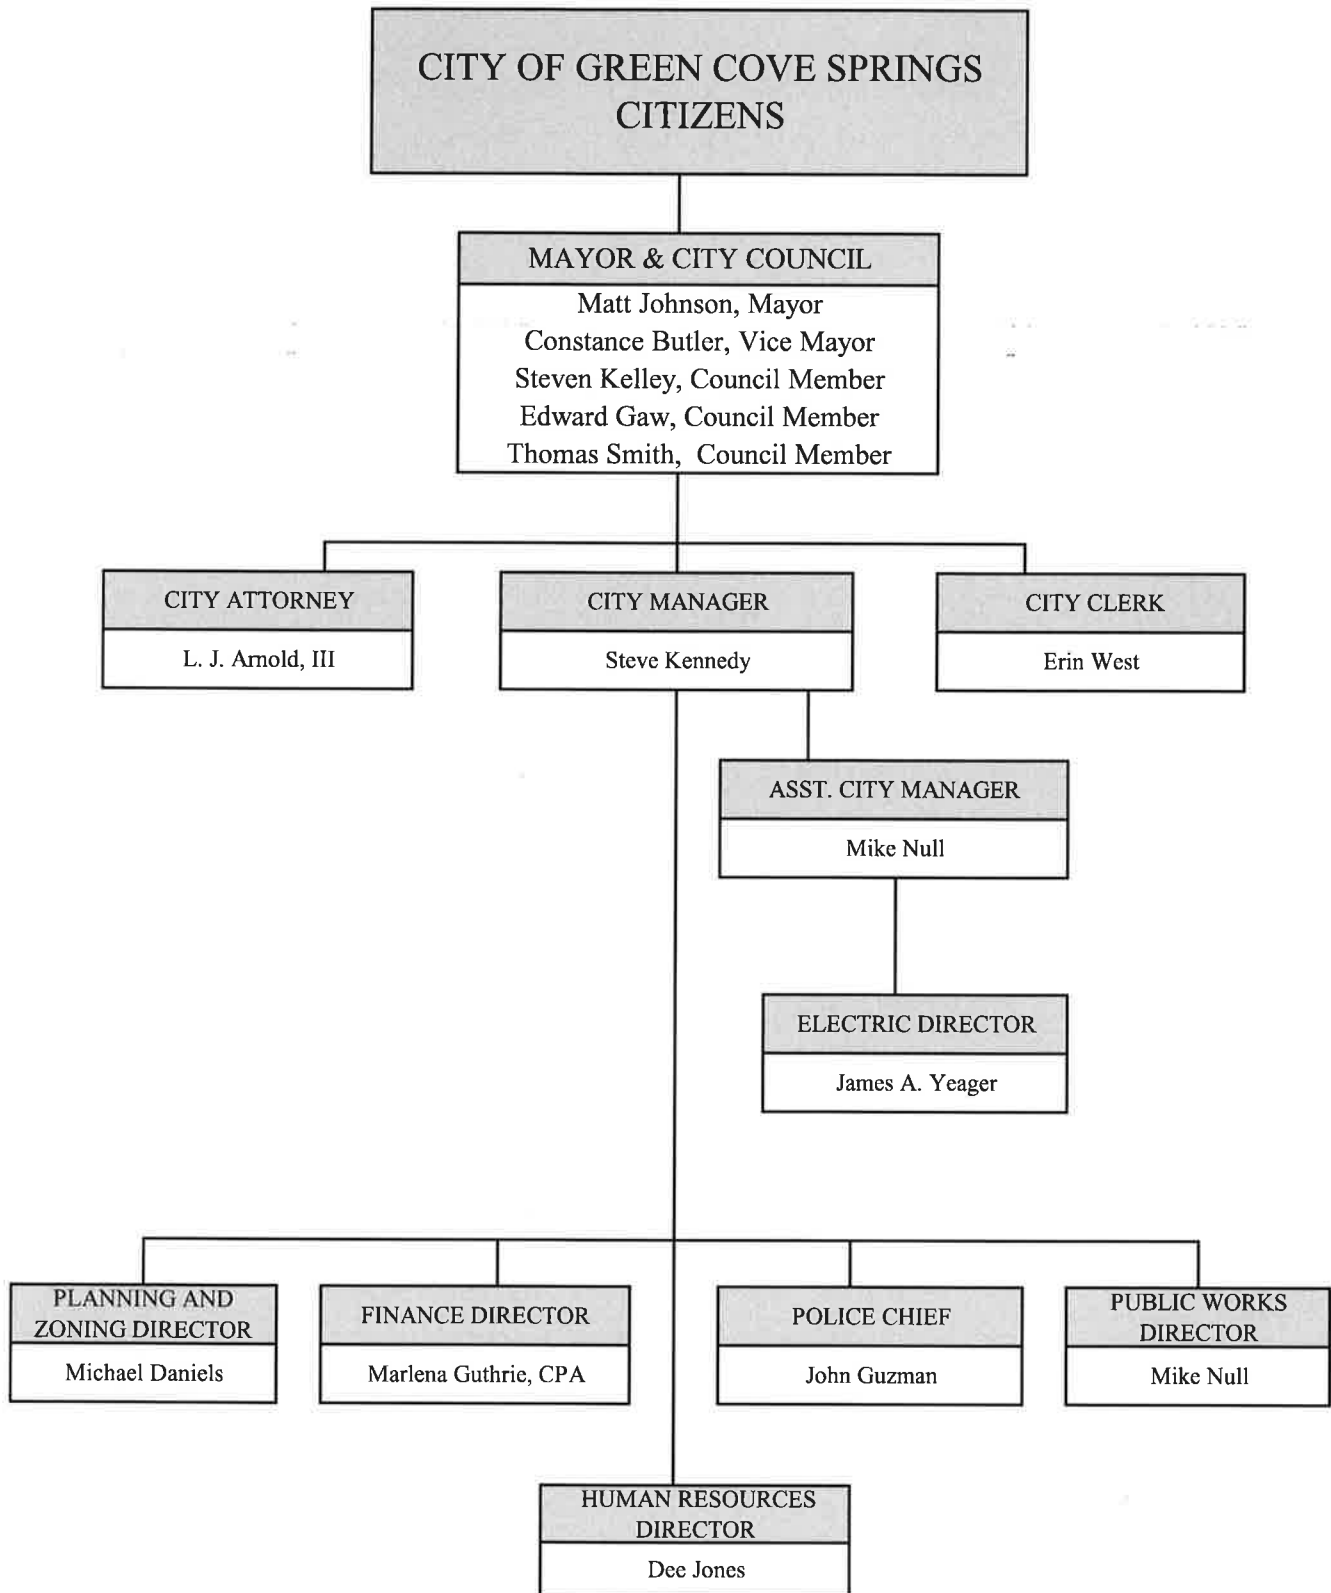 CITY OF GREEN COVE SPRINGS
CITIZENS
MAYOR & CITY COUNCIL
Matt Johnson, Mayor
Constance Butler, Vice Mayor
Steven Kelley, Council Member
Edward Gaw, Council Member
Thomas Smith, Council Member
CITY ATTORNEY
L. J. Arnold, III
CITY MANAGER
Steve Kennedy
CITY CLERK
Erin West
ASST. CITY MANAGER
Mike Null
ELECTRIC DIRECTOR
James A. Yeager
PLANNING AND
ZONING DIRECTOR
Michael Daniels
FINANCE DIRECTOR
Marlena Guthrie, CPA
POLICE CHIEF
John Guzman
PUBLIC WORKS
DIRECTOR
Mike Null
HUMAN RESOURCES
DIRECTOR
Dee Jones